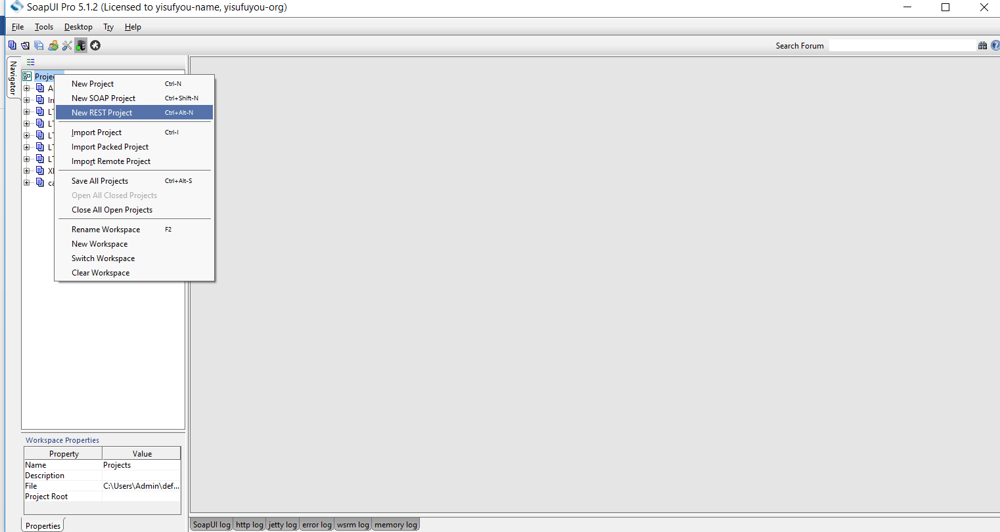 SoapUI Pro 5.1.2 (Licensed to yisufyou-name, yisufuyou-org)
File Tools Desktop Try Help
Search Forum
Navigator
New Project Ctrl-N
New SOAP Project Ctrl+Shift-N
New REST Project Ctrl+Alt-N
Import Project Ctrl-I
Import Packed Project
Import Remote Project
Save All Projects Ctrl+Alt-S
Open All Closed Projects
Close All Open Projects
Rename Workspace F2
New Workspace
Switch Workspace
Clear Workspace
Workspace Properties
Property Value
Name Projects
Description
File C:\Users\Admin\def...
Project Root
Properties
SoapUI log http log jetty log error log wsrm log memory log